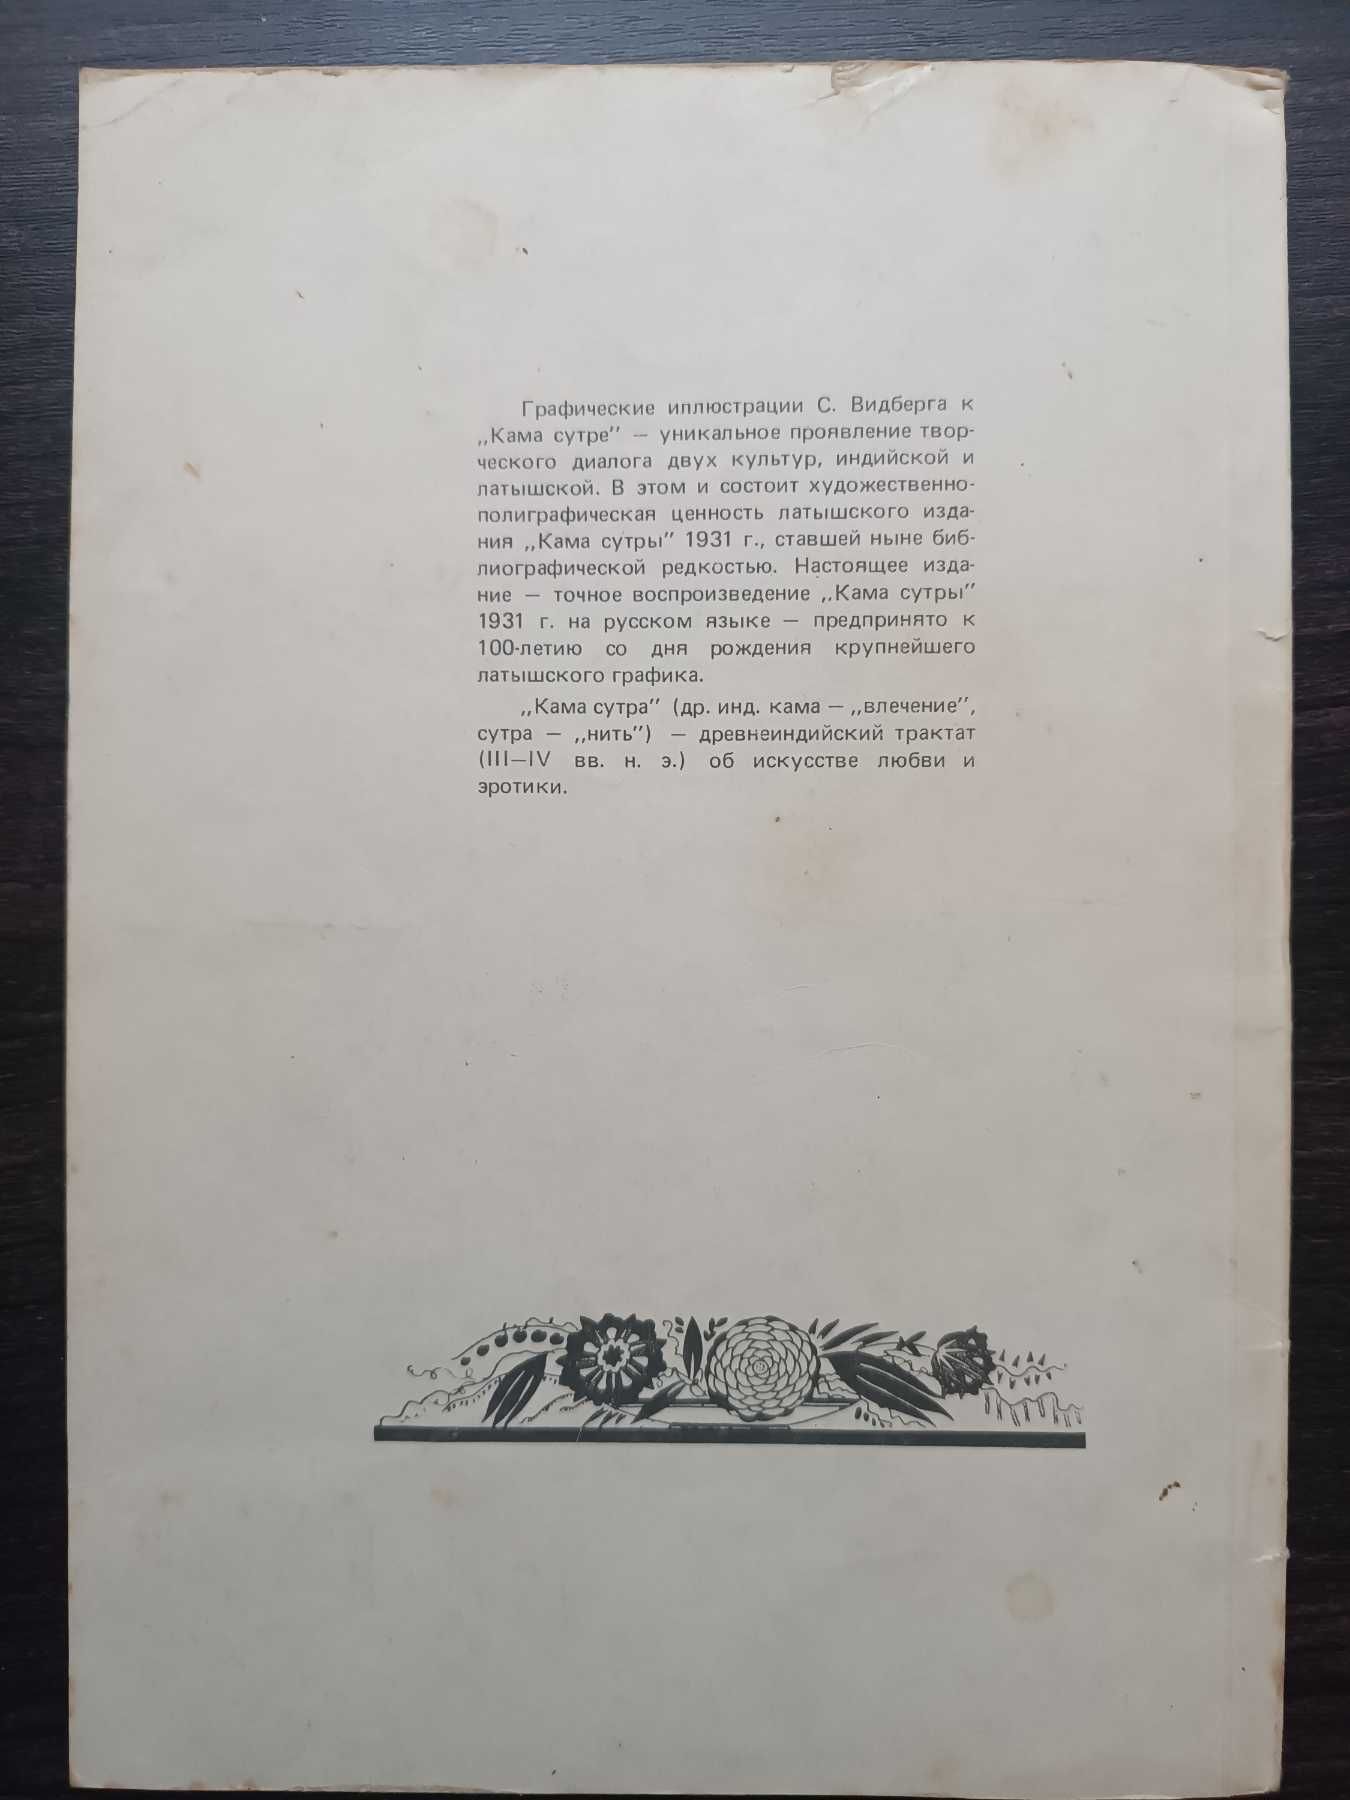 Графические иллюстрации С. Видберга к
„Кама сутре” — уникальное проявление твор-
ческого диалога двух культур, индийской и
латышской. В этом и состоит художественно-
полиграфическая ценность латышского изда-
ния „Кама сутры” 1931 г., ставшей ныне биб-
лиографической редкостью. Настоящее изда-
ние — точное воспроизведение „Кама сутры”
1931 г. на русском языке — предпринято к
100-летию со дня рождения крупнейшего
латышского графика.
„Кама сутра” (др. инд. кама — „влечение”,
сутра — „нить”) — древнеиндийский трактат
(III—IV вв. н. э.) об искусстве любви и
эротики.